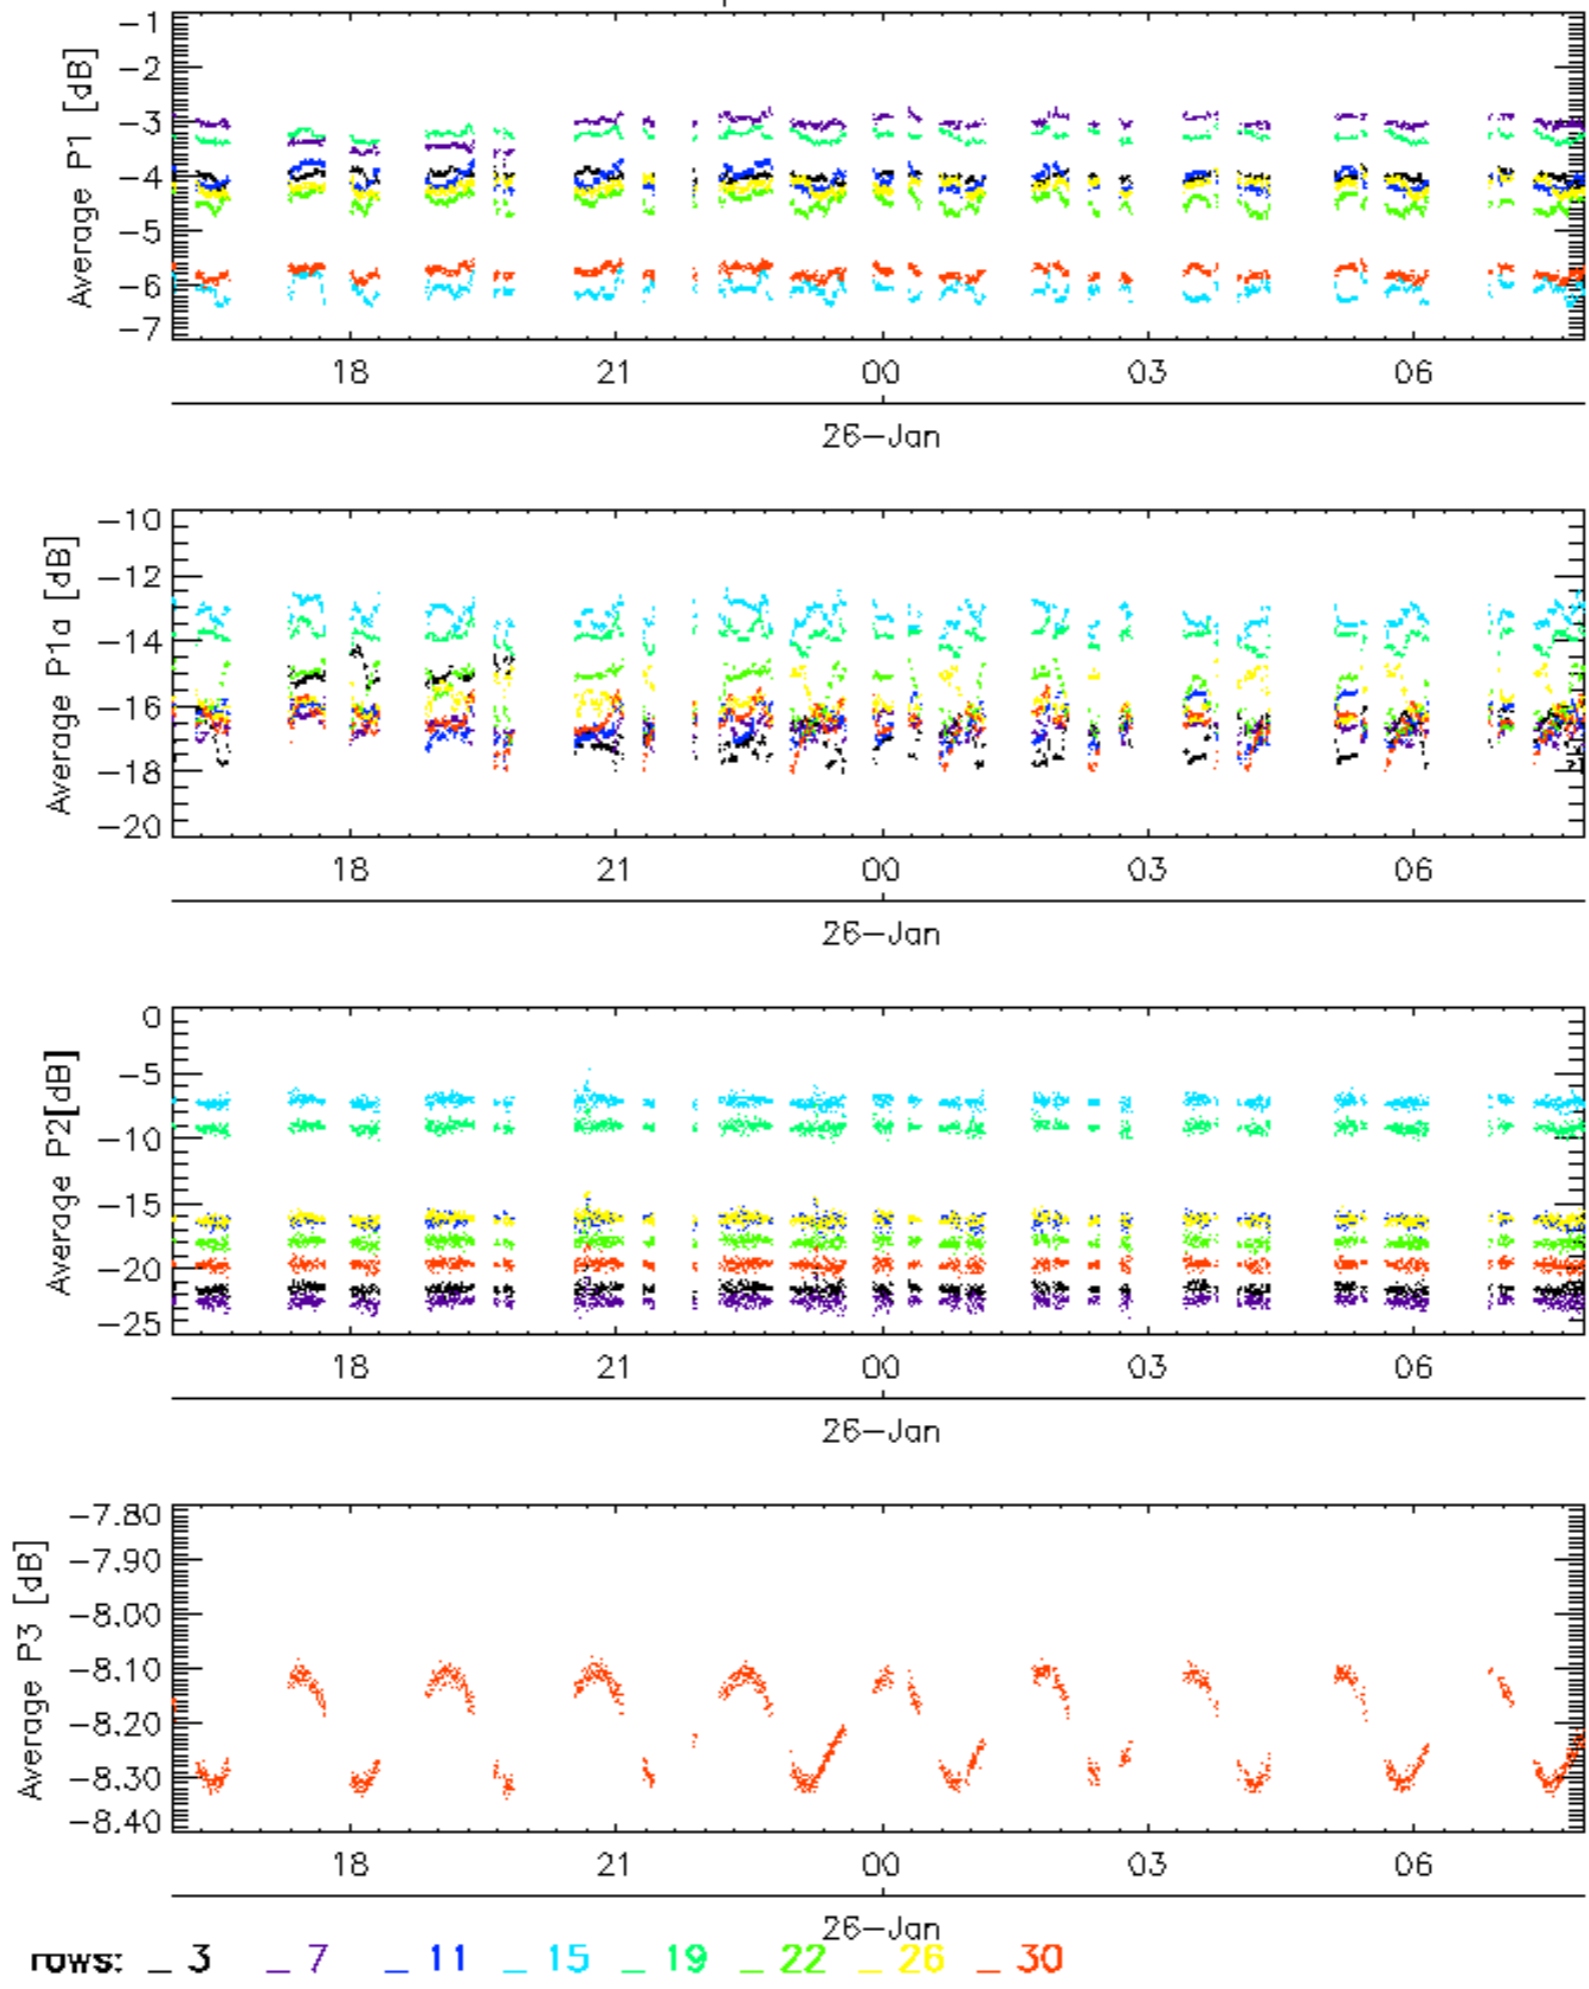 Average P1 [dB]
−1
−2
−3
−4
−5
−6
−7
18 21 00 03 06
26−Jan
Average P1a [dB]
−10
−12
−14
−16
−18
−20
18 21 00 03 06
26−Jan
Average P2[dB]
0
−5
−10
−15
−20
−25
18 21 00 03 06
26−Jan
Average P3 [dB]
−7.80
−7.90
−8.00
−8.10
−8.20
−8.30
−8.40
18 21 00 03 06
26−Jan
rows: _ 3 _ 7 _ 11 _ 15 _ 19 _ 22 _ 26 _ 30